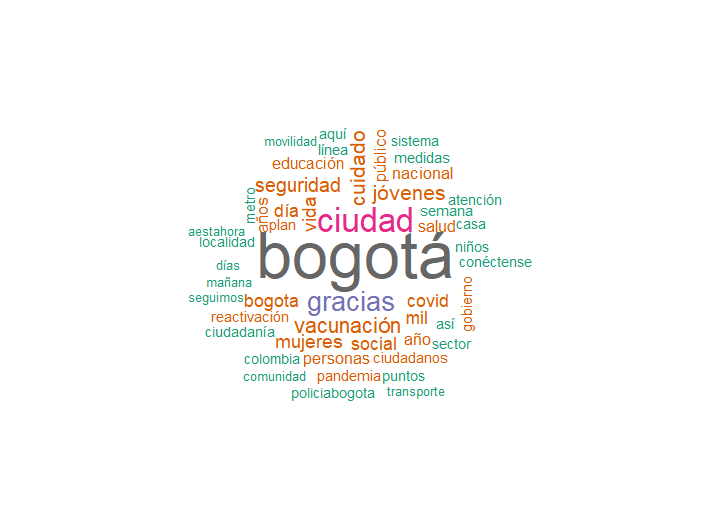 aquí
movilidad
línea
cuidado
público
sistema
educación
medidas
nacional
seguridad
jóvenes
metro
años
día
vida
ciudad
atención
semana
plan
salud
casa
aestahora
localidad
bogotá
niños
conéctense
días
mañana
seguimos
bogota
gracias
covid
gobierno
reactivación
vacunación
mil
así
ciudadanía
mujeres
social
año
sector
colombia
personas
ciudadanos
comunidad
pandemia
puntos
policiabogota
transporte